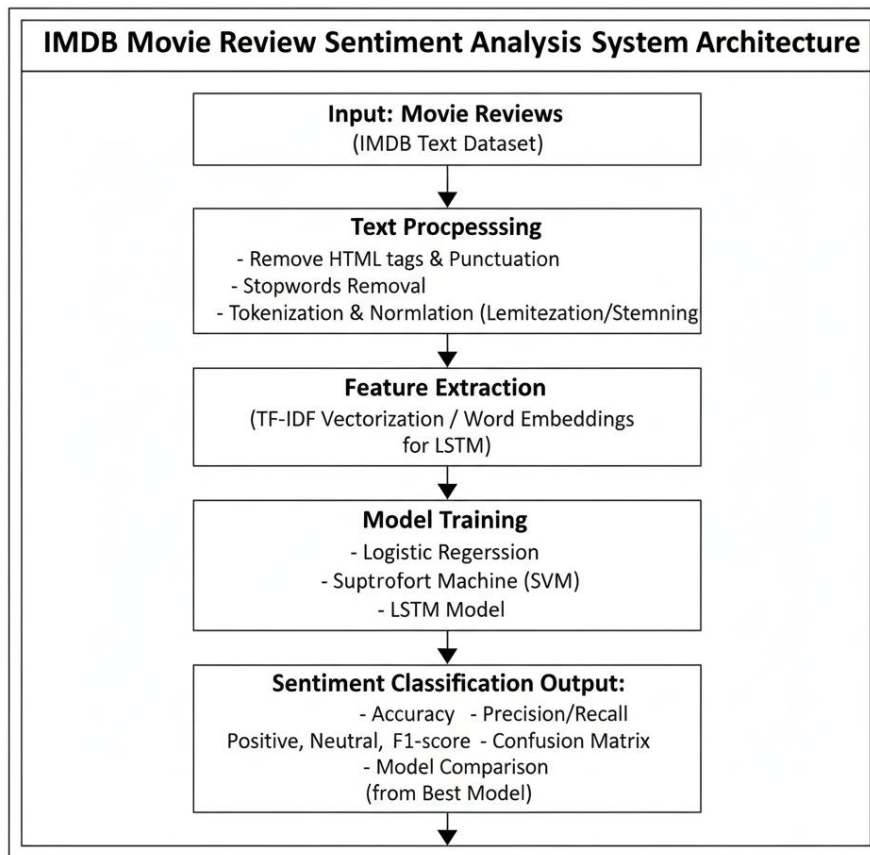 IMDB Movie Review Sentiment Analysis System Architecture
Input: Movie Reviews
(IMDB Text Dataset)
Text Procpesssing
- Remove HTML tags & Punctuation
- Stopwords Removal
- Tokenization & Normlation (Lemitezation/Stemning
Feature Extraction
(TF-IDF Vectorization / Word Embeddings
for LSTM)
Model Training
- Logistic Regerssion
- Suptrofort Machine (SVM)
- LSTM Model
Sentiment Classification Output:
- Accuracy - Precision/Recall
Positive, Neutral, F1-score - Confusion Matrix
- Model Comparison
(from Best Model)